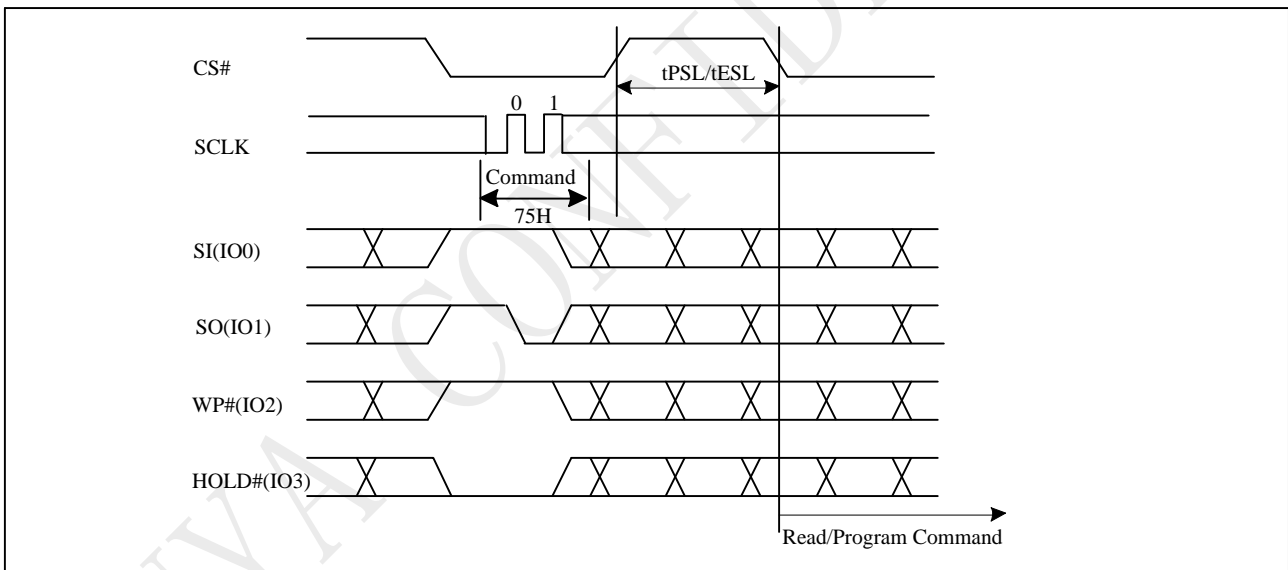 CS#
tPSL/tESL
0 1
SCLK
Command
75H
SI(IO0)
SO(IO1)
WP#(IO2)
HOLD#(IO3)
Read/Program Command